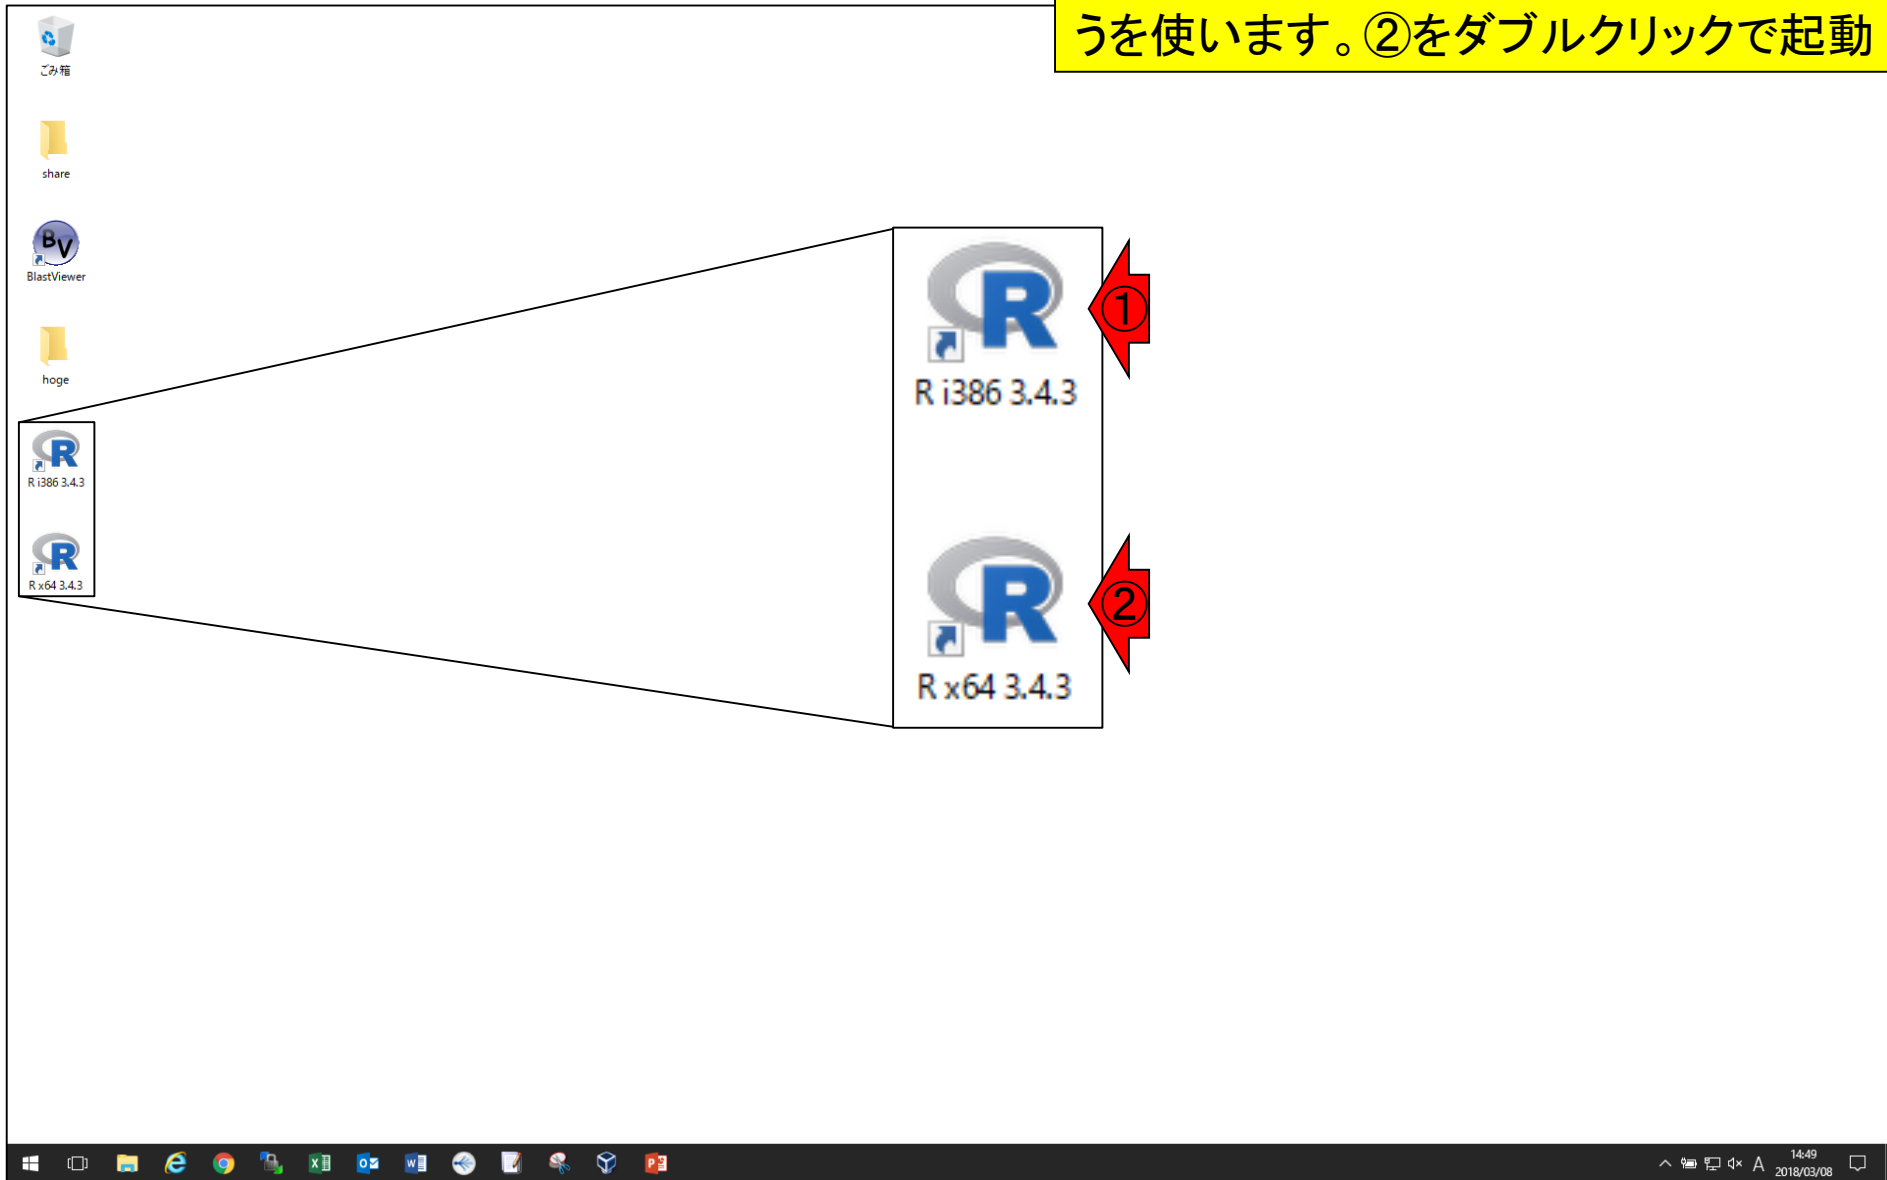 うを使います。②をダブルクリックで起動
ごみ箱
share
BV
BlastViewer
hoge
R i386 3.4.3
R x64 3.4.3
R
R i386 3.4.3
①
R
R x64 3.4.3
②
A
14:49
2018/03/08